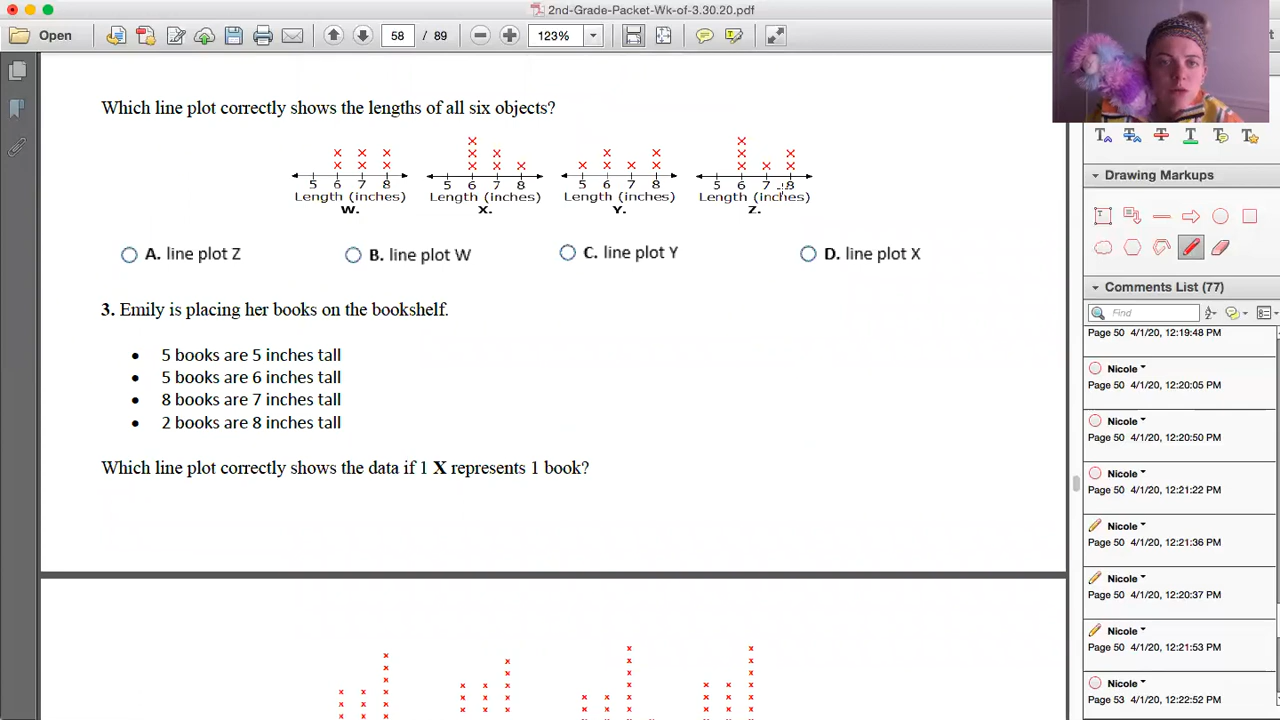 2nd-Grade-Packet-Wk-of-3.30.20.pdf
Open
58 / 89
123%
Which line plot correctly shows the lengths of all six objects?
5 6 7 8
Length (inches)
W.
5 6 7 8
Length (inches)
X.
5 6 7 8
Length (inches)
Y.
5 6 7 8
Length (inches)
Z.
A. line plot Z
B. line plot W
C. line plot Y
D. line plot X
3. Emily is placing her books on the bookshelf.
• 5 books are 5 inches tall
• 5 books are 6 inches tall
• 8 books are 7 inches tall
• 2 books are 8 inches tall
Which line plot correctly shows the data if 1 X represents 1 book?
Drawing Markups
Comments List (77)
Find
Page 50 4/1/20, 12:19:48 PM
Nicole
Page 50 4/1/20, 12:20:05 PM
Nicole
Page 50 4/1/20, 12:20:50 PM
Nicole
Page 50 4/1/20, 12:21:22 PM
Nicole
Page 50 4/1/20, 12:21:36 PM
Nicole
Page 50 4/1/20, 12:20:37 PM
Nicole
Page 50 4/1/20, 12:21:53 PM
Nicole
Page 53 4/1/20, 12:22:52 PM